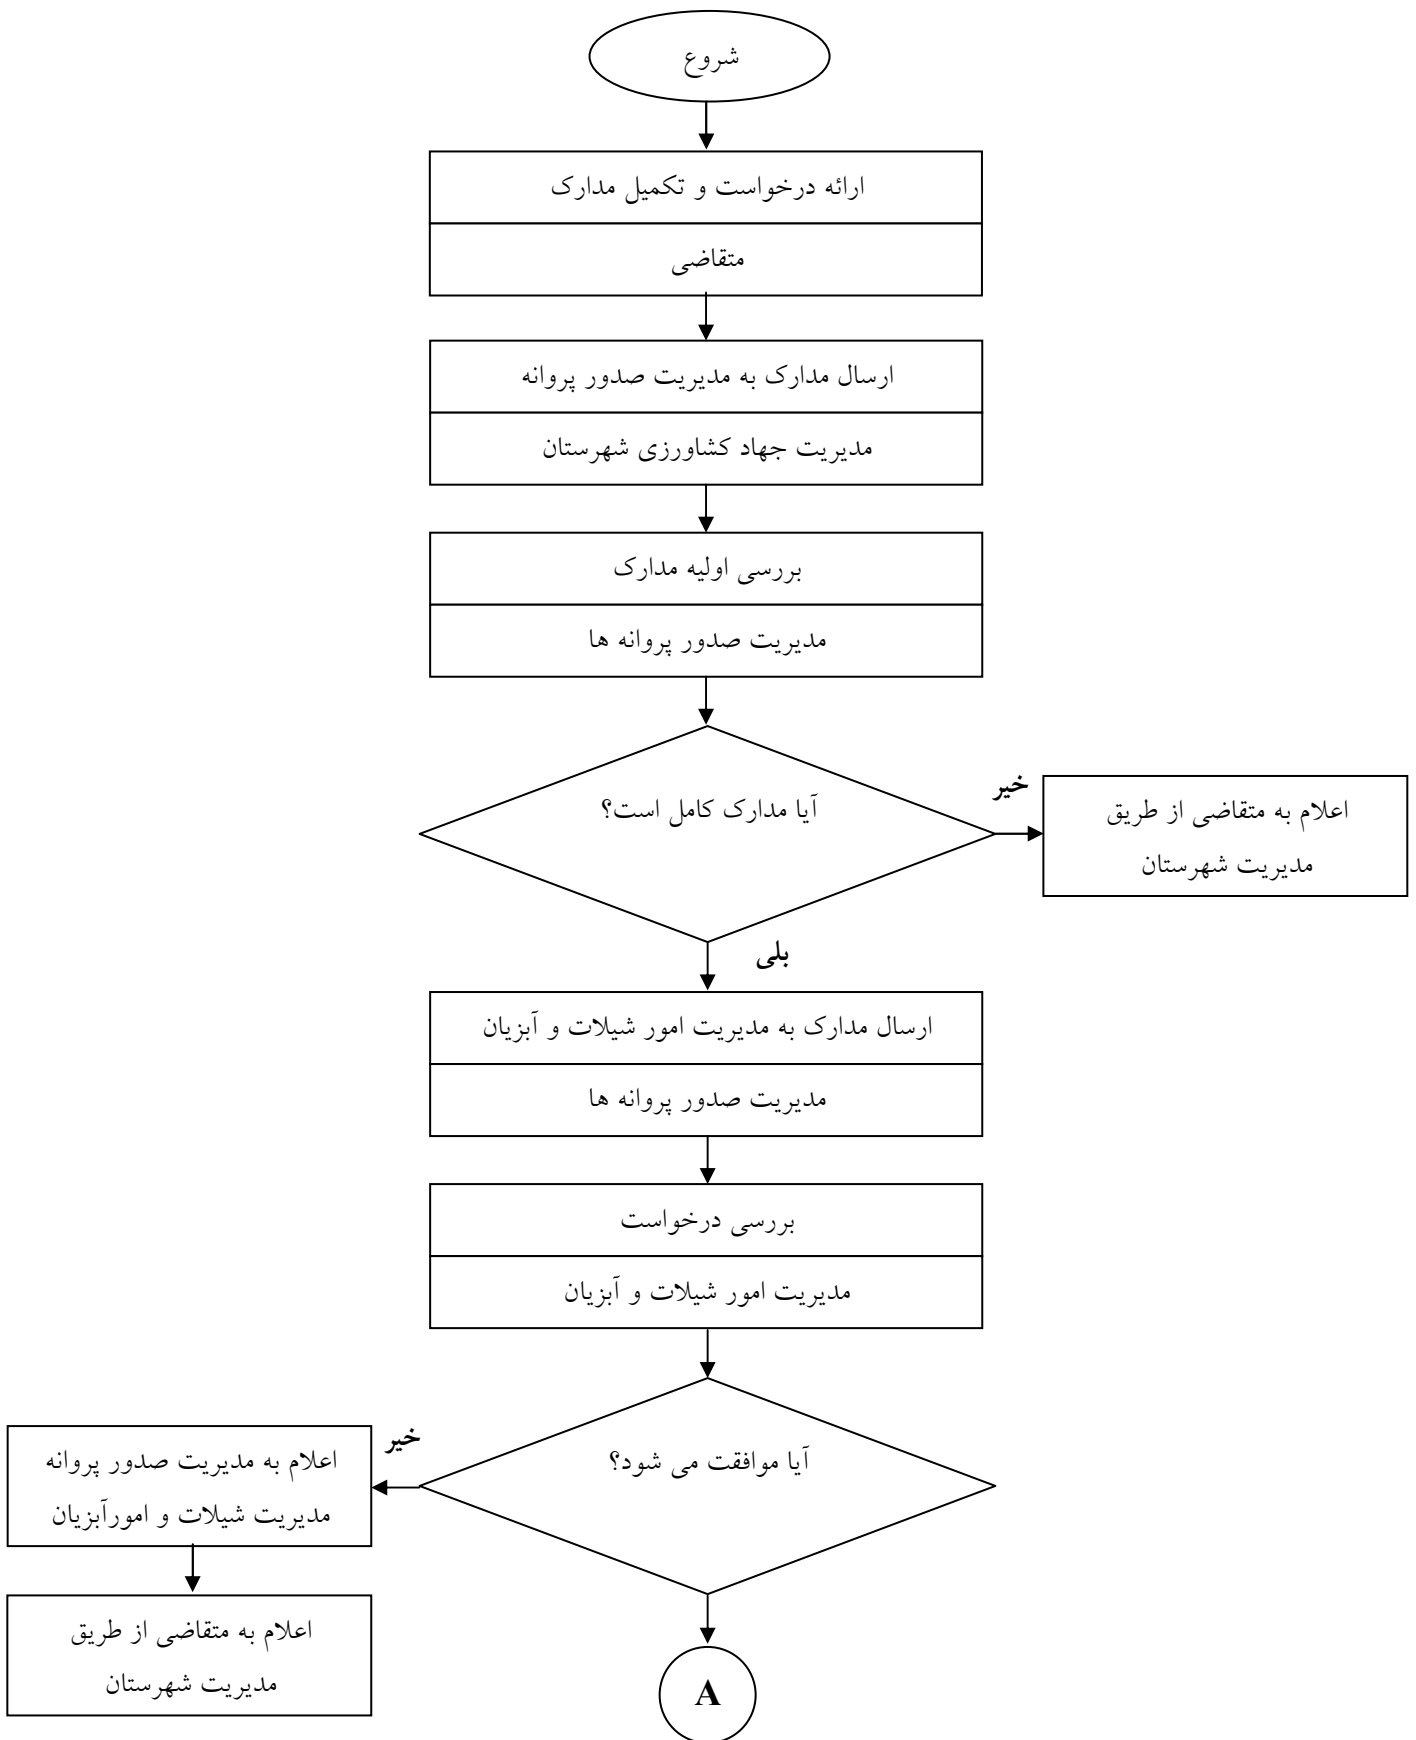 شروع
ارائه درخواست و تکمیل مدارک
متقاضی
ارسال مدارک به مدیریت صدور پروانه
مدیریت جهاد کشاورزی شهرستان
بررسی اولیه مدارک
مدیریت صدور پروانه ها
آیا مدارک کامل است؟
خیر
اعلام به متقاضی از طریق
مدیریت شهرستان
بلی
ارسال مدارک به مدیریت امور شیلات و آبزیان
مدیریت صدور پروانه ها
بررسی درخواست
مدیریت امور شیلات و آبزیان
آیا موافقت می شود؟
خیر
اعلام به مدیریت صدور پروانه
مدیریت شیلات و امورآبزیان
اعلام به متقاضی از طریق
مدیریت شهرستان
A